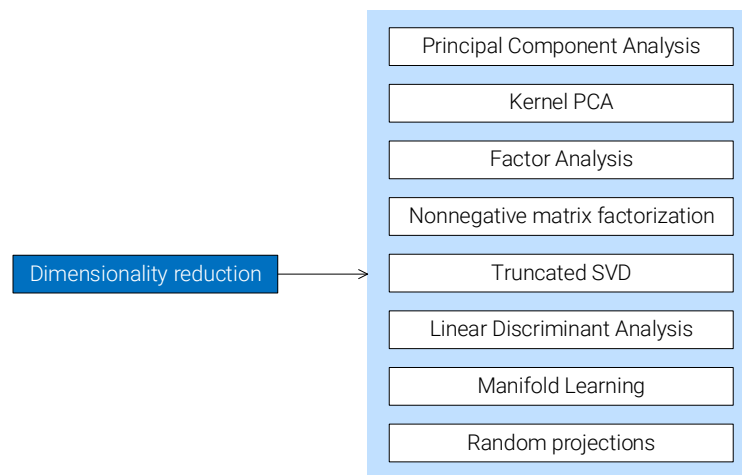 Principal Component Analysis
Kernel PCA
Factor Analysis
Nonnegative matrix factorization
Dimensionality reduction
Truncated SVD
Linear Discriminant Analysis
Manifold Learning
Random projections